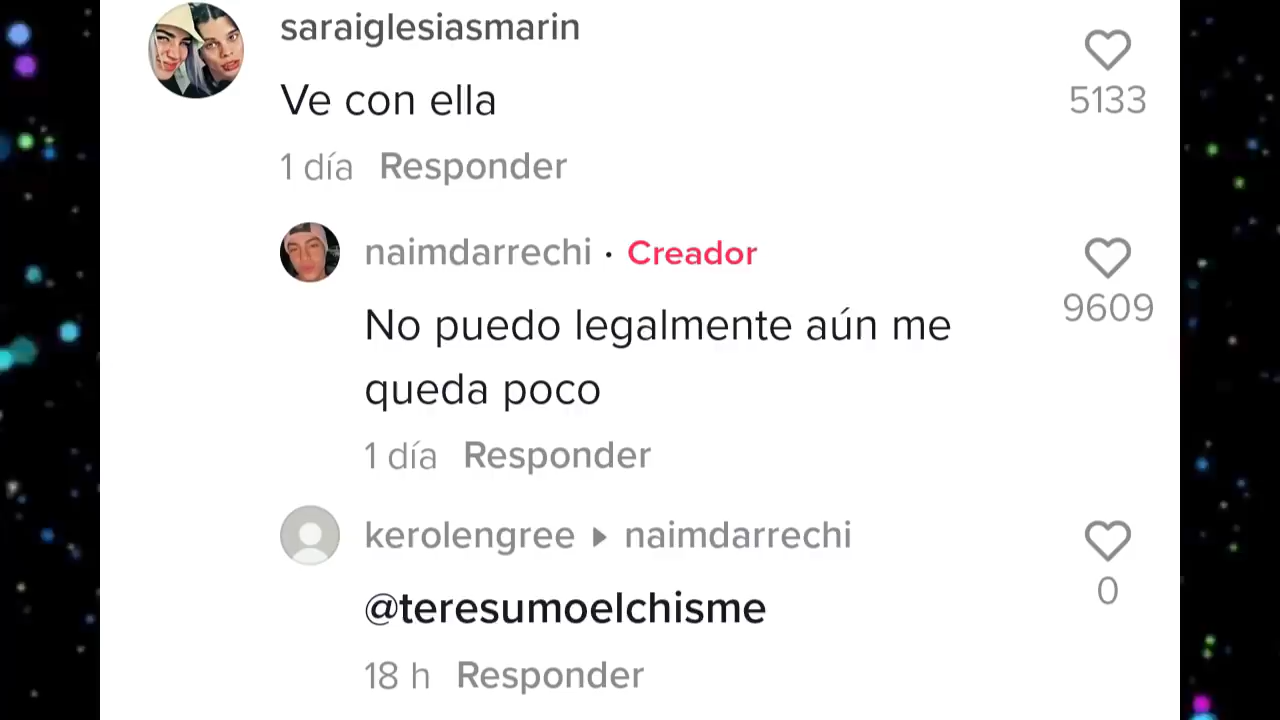 saraiglesiasmarin
5133
Ve con ella
1 día Responder
naimdarrechi · Creador
9609
No puedo legalmente aún me
queda poco
1 día Responder
kerolengree ▸ naimdarrechi
0
@teresumoelchisme
18 h Responder